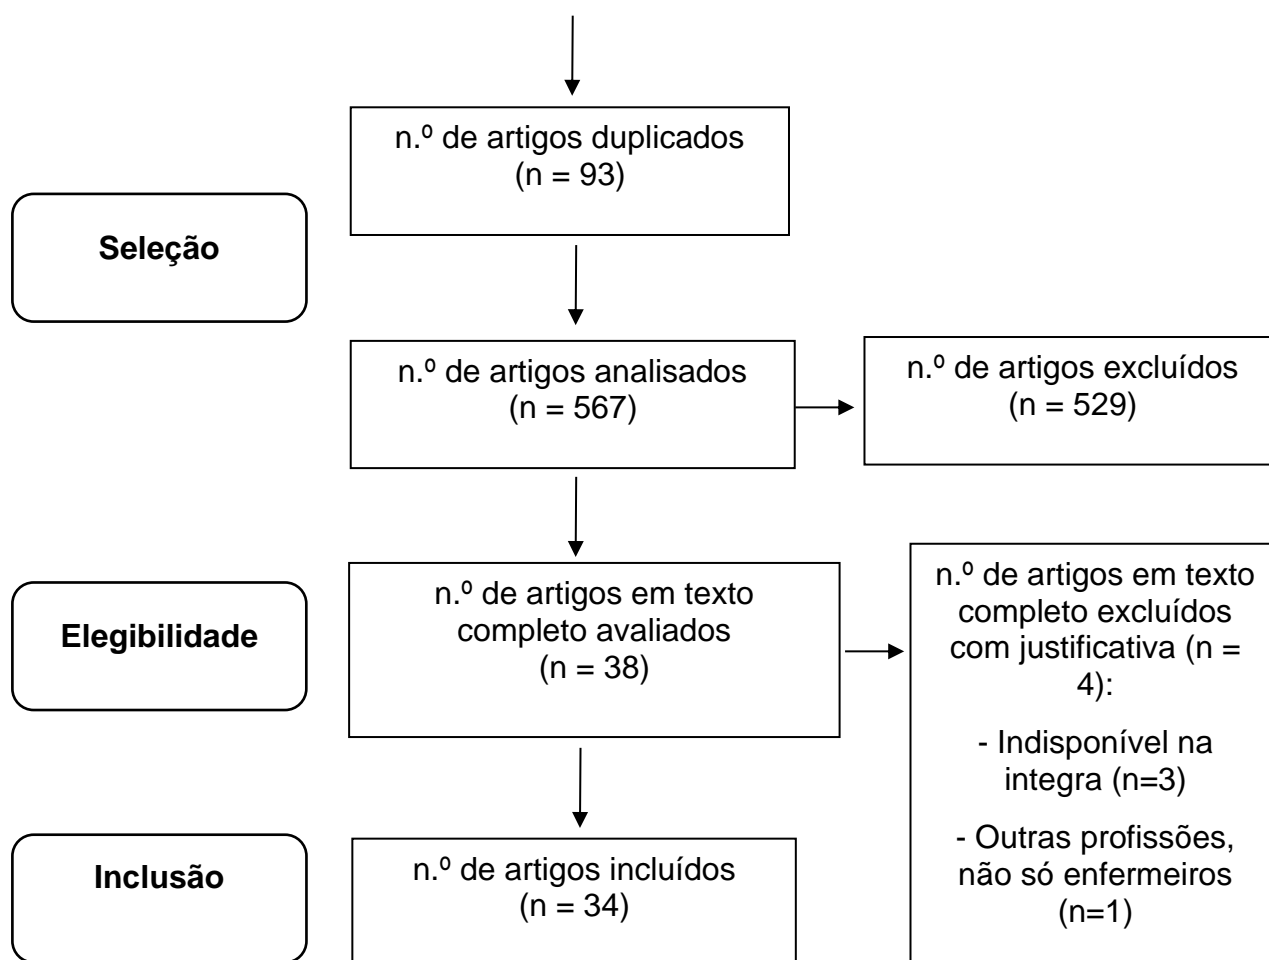 n.º de artigos duplicados
(n = 93)
Seleção
n.º de artigos analisados
(n = 567)
n.º de artigos excluídos
(n = 529)
Elegibilidade
n.º de artigos em texto
completo avaliados
(n = 38)
n.º de artigos em texto
completo excluídos
com justificativa (n =
4):
- Indisponível na
integra (n=3)
- Outras profissões,
não só enfermeiros
(n=1)
Inclusão
n.º de artigos incluídos
(n = 34)